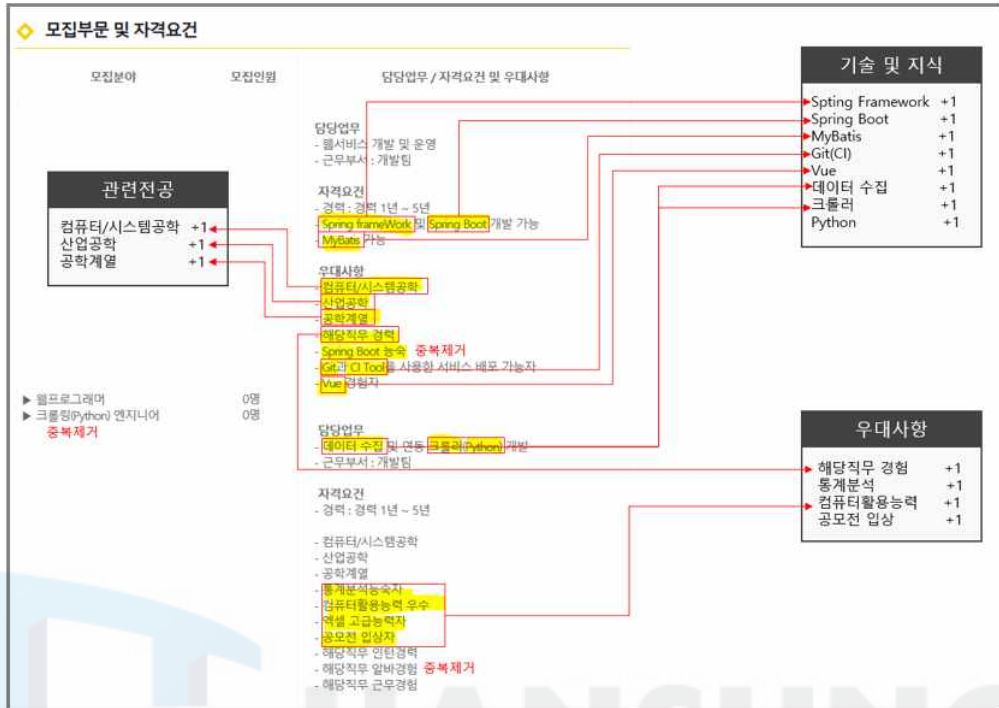 모집부문 및 자격요건
모집분야
모집인원
담당업무 / 자격요건 및 우대사항
담당업무
- 웹서비스 개발 및 운영
- 근무부서 : 개발팀
자격요건
- 경력 : 경력 1년 ~ 5년
- Spring frameWork 및 Spring Boot 개발 가능
- MyBatis 가능
우대사항
- 컴퓨터/시스템공학
- 산업공학
- 공학계열
- 해당직무 경력
- Spring Boot 능숙 중복제거
- Git과 CI Tool을 사용한 서비스 배포 가능자
- Vue 경험자
▶ 웹프로그래머 0명
▶ 크롤링(Python) 엔지니어 0명
중복제거
담당업무
- 데이터 수집 및 연동 크롤러(Python) 개발
- 근무부서 : 개발팀
자격요건
- 경력 : 경력 1년 ~ 5년
- 컴퓨터/시스템공학
- 산업공학
- 공학계열
- 통계분석능숙자
- 컴퓨터활용능력 우수
- 엑셀 고급능력자
- 공모전 입상자
- 해당직무 인턴경력
- 해당직무 알바경험 중복제거
- 해당직무 근무경험
관련전공
컴퓨터/시스템공학 +1
산업공학 +1
공학계열 +1
기술 및 지식
Spting Framework +1
Spring Boot +1
MyBatis +1
Git(CI) +1
Vue +1
데이터 수집 +1
크롤러 +1
Python +1
우대사항
해당직무 경험 +1
통계분석 +1
컴퓨터활용능력 +1
공모전 입상 +1